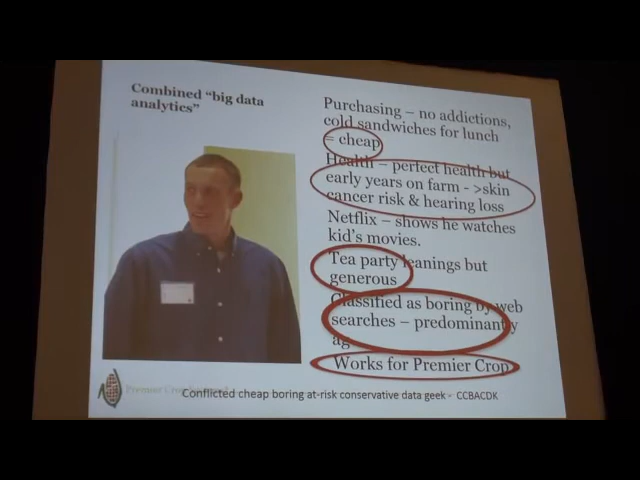 Combined “big data
analytics”
Purchasing – no addictions,
cold sandwiches for lunch
= cheap
Health – perfect health but
early years on farm - >skin
cancer risk & hearing loss
Netflix – shows he watches
kid’s movies.
Tea party leanings but
generous
Classified as boring by web
searches – predominantly
ag
Works for Premier Crop
Premier Crop
Conflicted cheap boring at-risk conservative data geek - CCBACDK